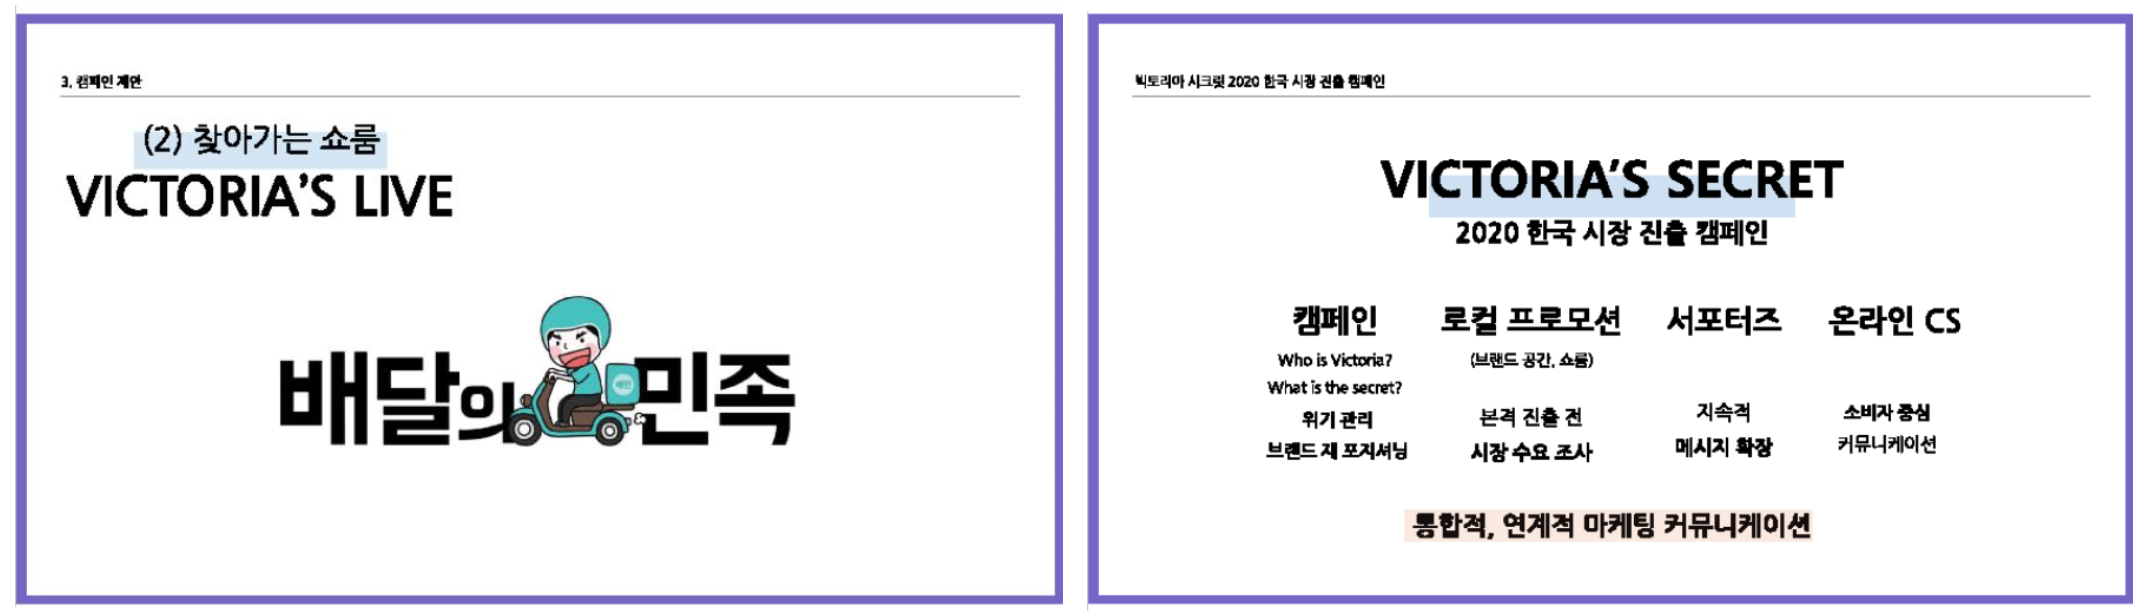 3. 캠페인 제안
(2) 찾아가는 쇼룸
VICTORIA'S LIVE
배달의민족
배민
빅토리아 시크릿 2020 한국 시장 진출 캠페인
VICTORIA'S SECRET
2020 한국 시장 진출 캠페인
캠페인
Who is Victoria?
What is the secret?
위기 관리
브랜드 재 포지셔닝
로컬 프로모션
(브랜드 공간, 쇼룸)
본격 진출 전
시장 수요 조사
서포터즈
지속적
메시지 확장
온라인 CS
소비자 중심
커뮤니케이션
통합적, 연계적 마케팅 커뮤니케이션